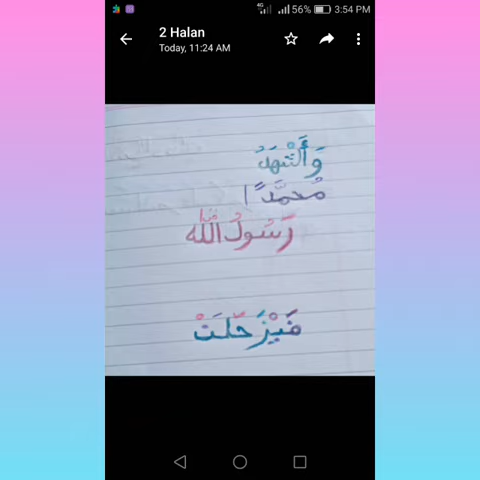 56% 3:54 PM
2 Halan
Today, 11:24 AM
وَأَشْهَدُ
مُحَمَّدًا
رَسُولُ اللّٰه